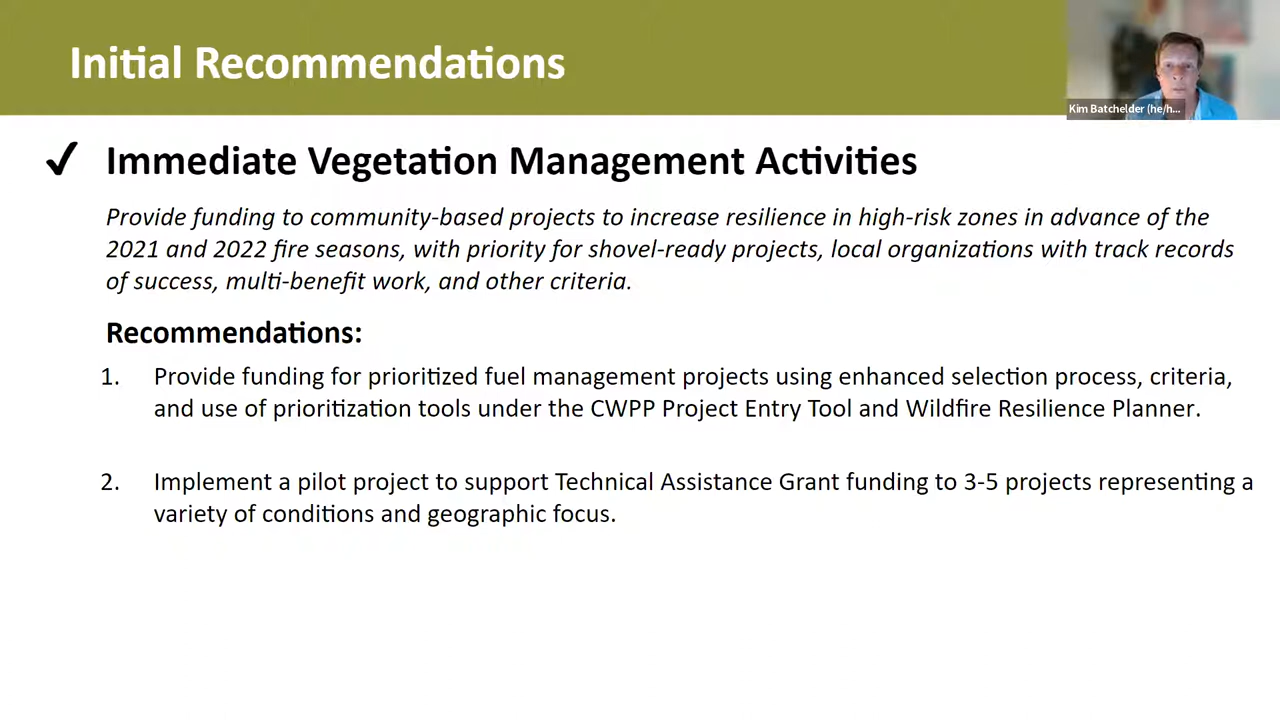 Initial Recommendations
Kim Batchelder (he/h...
✓ Immediate Vegetation Management Activities
Provide funding to community-based projects to increase resilience in high-risk zones in advance of the
2021 and 2022 fire seasons, with priority for shovel-ready projects, local organizations with track records
of success, multi-benefit work, and other criteria.
Recommendations:
1. Provide funding for prioritized fuel management projects using enhanced selection process, criteria,
and use of prioritization tools under the CWPP Project Entry Tool and Wildfire Resilience Planner.
2. Implement a pilot project to support Technical Assistance Grant funding to 3-5 projects representing a
variety of conditions and geographic focus.